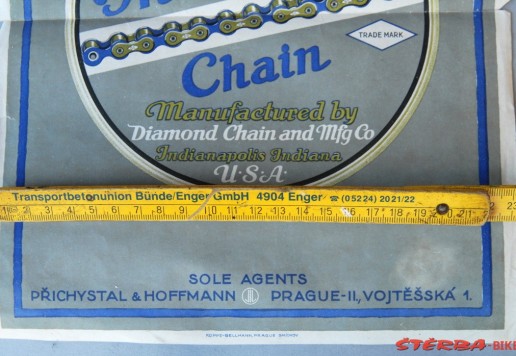 Chain
TRADE MARK
Manufactured by
Diamond Chain and Mfg Co
Indianapolis Indiana
U·S·A·
Transportbetonunion Bünde/Enger GmbH 4904 Enger ☎ (05224) 2021/22
SOLE AGENTS
PŘICHYSTAL & HOFFMANN PRAGUE-II., VOJTĚŠSKÁ 1.
ŠTĚRBA-BIKE